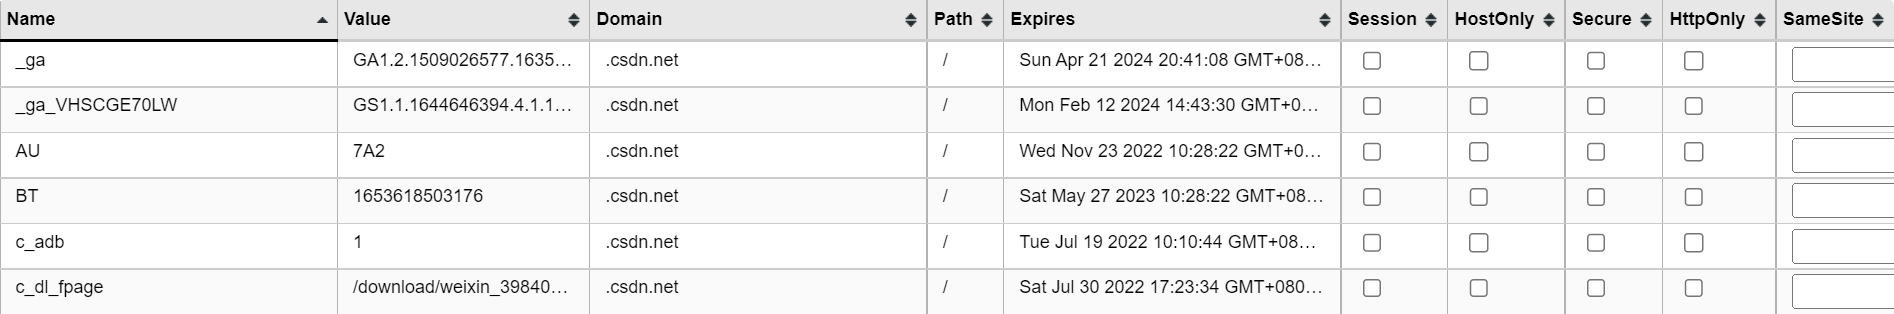 Name Value Domain Path Expires Session HostOnly Secure HttpOnly SameSite
_ga GA1.2.1509026577.1635... .csdn.net / Sun Apr 21 2024 20:41:08 GMT+08...
_ga_VHSCGE70LW GS1.1.1644646394.4.1.1... .csdn.net / Mon Feb 12 2024 14:43:30 GMT+0...
AU 7A2 .csdn.net / Wed Nov 23 2022 10:28:22 GMT+0...
BT 1653618503176 .csdn.net / Sat May 27 2023 10:28:22 GMT+08...
c_adb 1 .csdn.net / Tue Jul 19 2022 10:10:44 GMT+08...
c_dl_fpage /download/weixin_39840... .csdn.net / Sat Jul 30 2022 17:23:34 GMT+080...